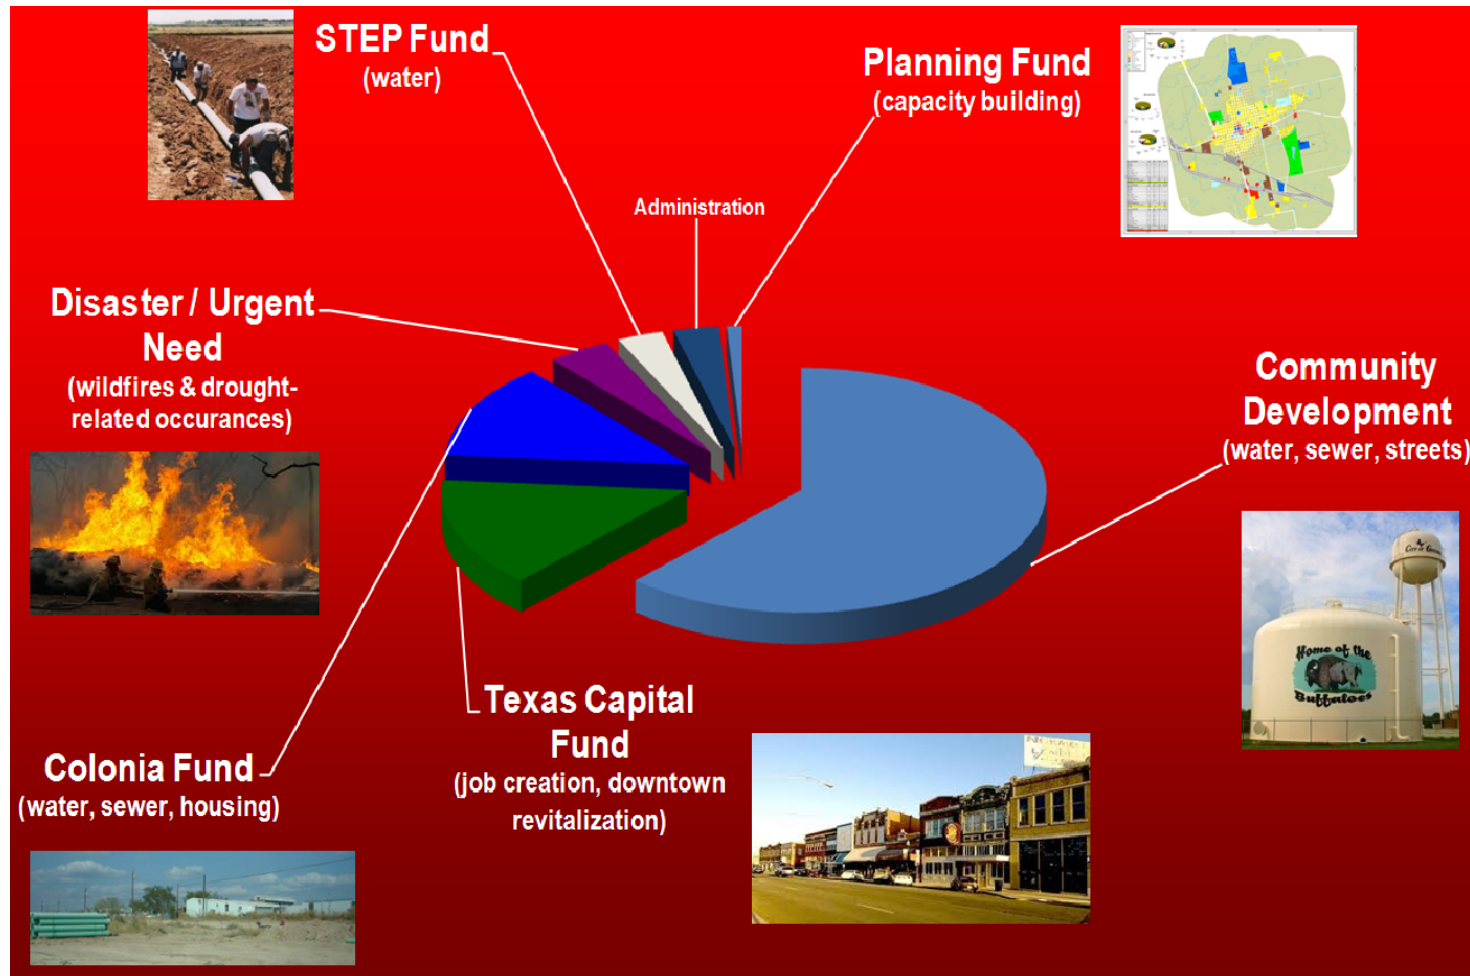 STEP Fund
(water)
Planning Fund
(capacity building)
Administration
Disaster / Urgent
Need
(wildfires & drought-
related occurances)
Community
Development
(water, sewer, streets)
Home of the
Buffaloes
Texas Capital
Fund
(job creation, downtown
revitalization)
Colonia Fund
(water, sewer, housing)